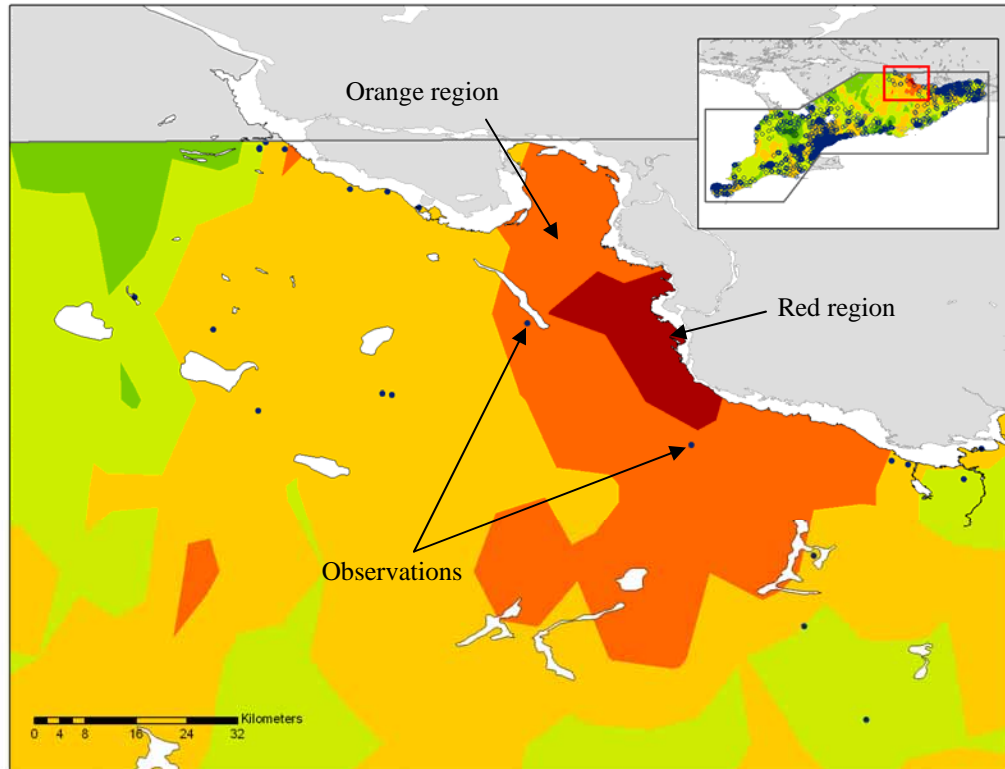 Orange region
Red region
Observations
Kilometers
0 4 8 16 24 32